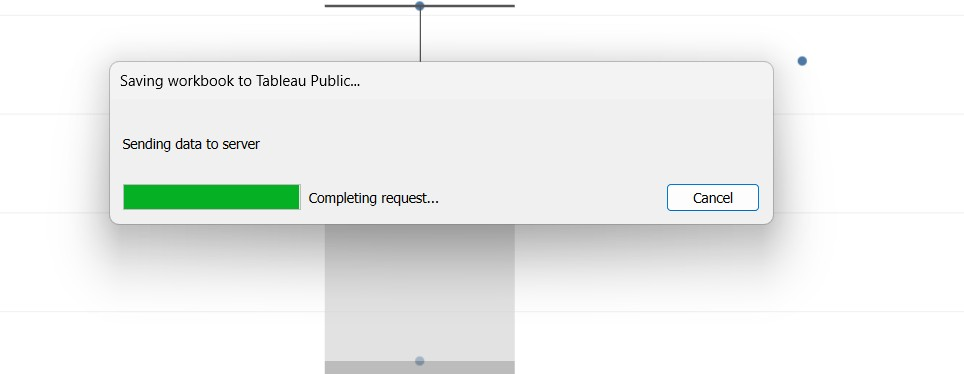 Saving workbook to Tableau Public...
Sending data to server
Completing request...
Cancel